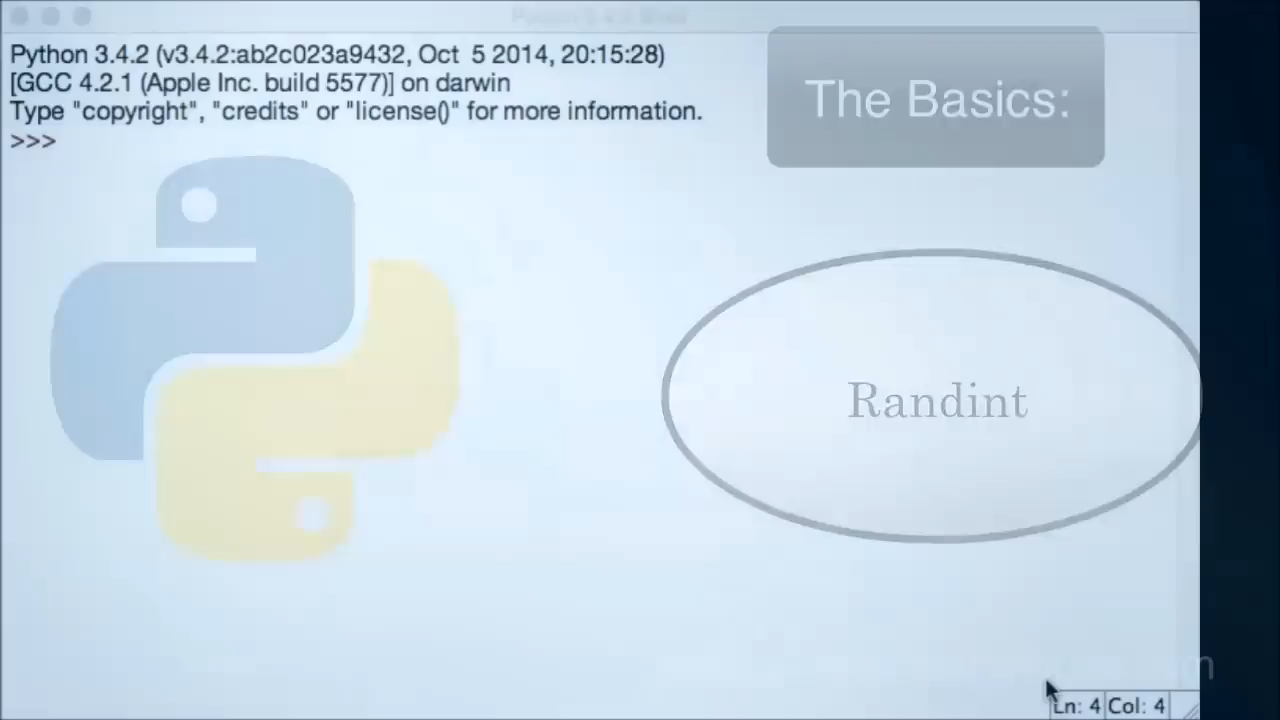 Python 3.4.2 (v3.4.2:ab2c023a9432, Oct  5 2014, 20:15:28)
[GCC 4.2.1 (Apple Inc. build 5577)] on darwin
Type "copyright", "credits" or "license()" for more information.
>>>
The Basics:
Randint
Ln: 4 Col: 4